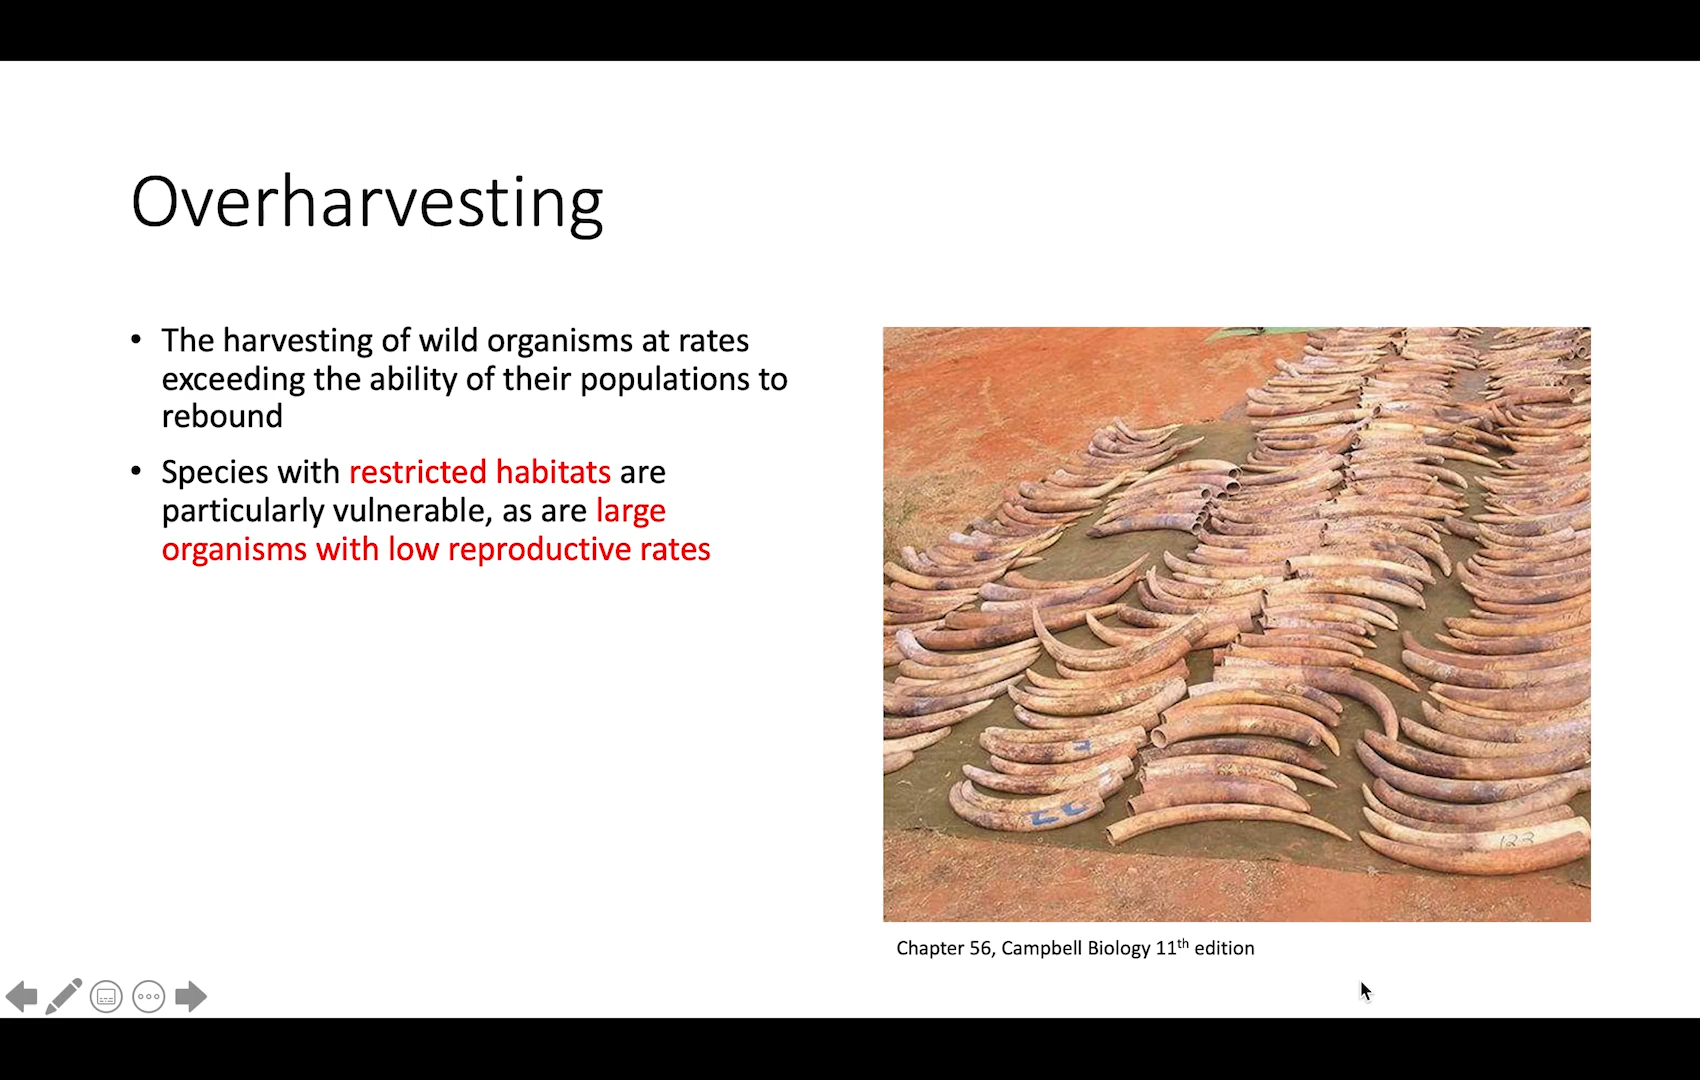 Overharvesting
• The harvesting of wild organisms at rates
exceeding the ability of their populations to
rebound
• Species with restricted habitats are
particularly vulnerable, as are large
organisms with low reproductive rates
123
Chapter 56, Campbell Biology 11th edition